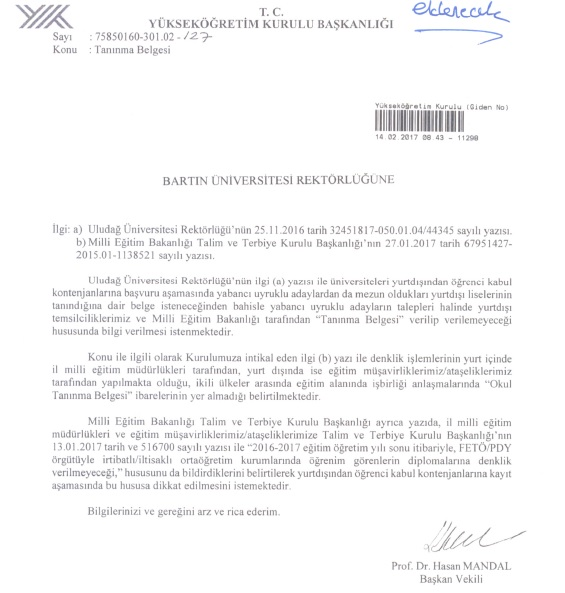 eklenecek
T. C.
YÜKSEKÖĞRETİM KURULU BAŞKANLIĞI
Sayı : 75850160-301.02 -127
Konu : Tanınma Belgesi
Yükseköğretim Kurulu (Giden No)
14.02.2017 08:43 - 11298
BARTIN ÜNİVERSİTESİ REKTÖRLÜĞÜNE
İlgi: a) Uludağ Üniversitesi Rektörlüğü'nün 25.11.2016 tarih 32451817-050.01.04/44345 sayılı yazısı.
b) Milli Eğitim Bakanlığı Talim ve Terbiye Kurulu Başkanlığı'nın 27.01.2017 tarih 67951427-
2015.01-1138521 sayılı yazısı.
Uludağ Üniversitesi Rektörlüğü'nün ilgi (a) yazısı ile üniversiteleri yurtdışından öğrenci kabul
kontenjanlarına başvuru aşamasında yabancı uyruklu adaylardan da mezun oldukları yurtdışı liselerinin
tanındığına dair belge isteneceğinden bahisle yabancı uyruklu adayların talepleri halinde yurtdışı
temsilciliklerimiz ve Milli Eğitim Bakanlığı tarafından "Tanınma Belgesi" verilip verilemeyeceği
hususunda bilgi verilmesi istenmektedir.
Konu ile ilgili olarak Kurulumuza intikal eden ilgi (b) yazı ile denklik işlemlerinin yurt içinde
il milli eğitim müdürlükleri tarafından, yurt dışında ise eğitim müşavirliklerimiz/ataşeliklerimiz
tarafından yapılmakta olduğu, ikili ülkeler arasında eğitim alanında işbirliği anlaşmalarında "Okul
Tanınma Belgesi" ibarelerinin yer almadığı belirtilmektedir.
Milli Eğitim Bakanlığı Talim ve Terbiye Kurulu Başkanlığı ayrıca yazıda, il milli eğitim
müdürlükleri ve eğitim müşavirliklerimiz/ataşeliklerimize Talim ve Terbiye Kurulu Başkanlığı'nın
13.01.2017 tarih ve 516700 sayılı yazısı ile "2016-2017 eğitim öğretim yılı sonu itibariyle, FETÖ/PDY
örgütüyle irtibatlı/iltisaklı ortaöğretim kurumlarında öğrenim görenlerin diplomalarına denklik
verilmeyeceği," hususunu da bildirdiklerini belirtilerek yurtdışından öğrenci kabul kontenjanlarına kayıt
aşamasında bu hususa dikkat edilmesini istemektedir.
Bilgilerinizi ve gereğini arz ve rica ederim.
Prof. Dr. Hasan MANDAL
Başkan Vekili